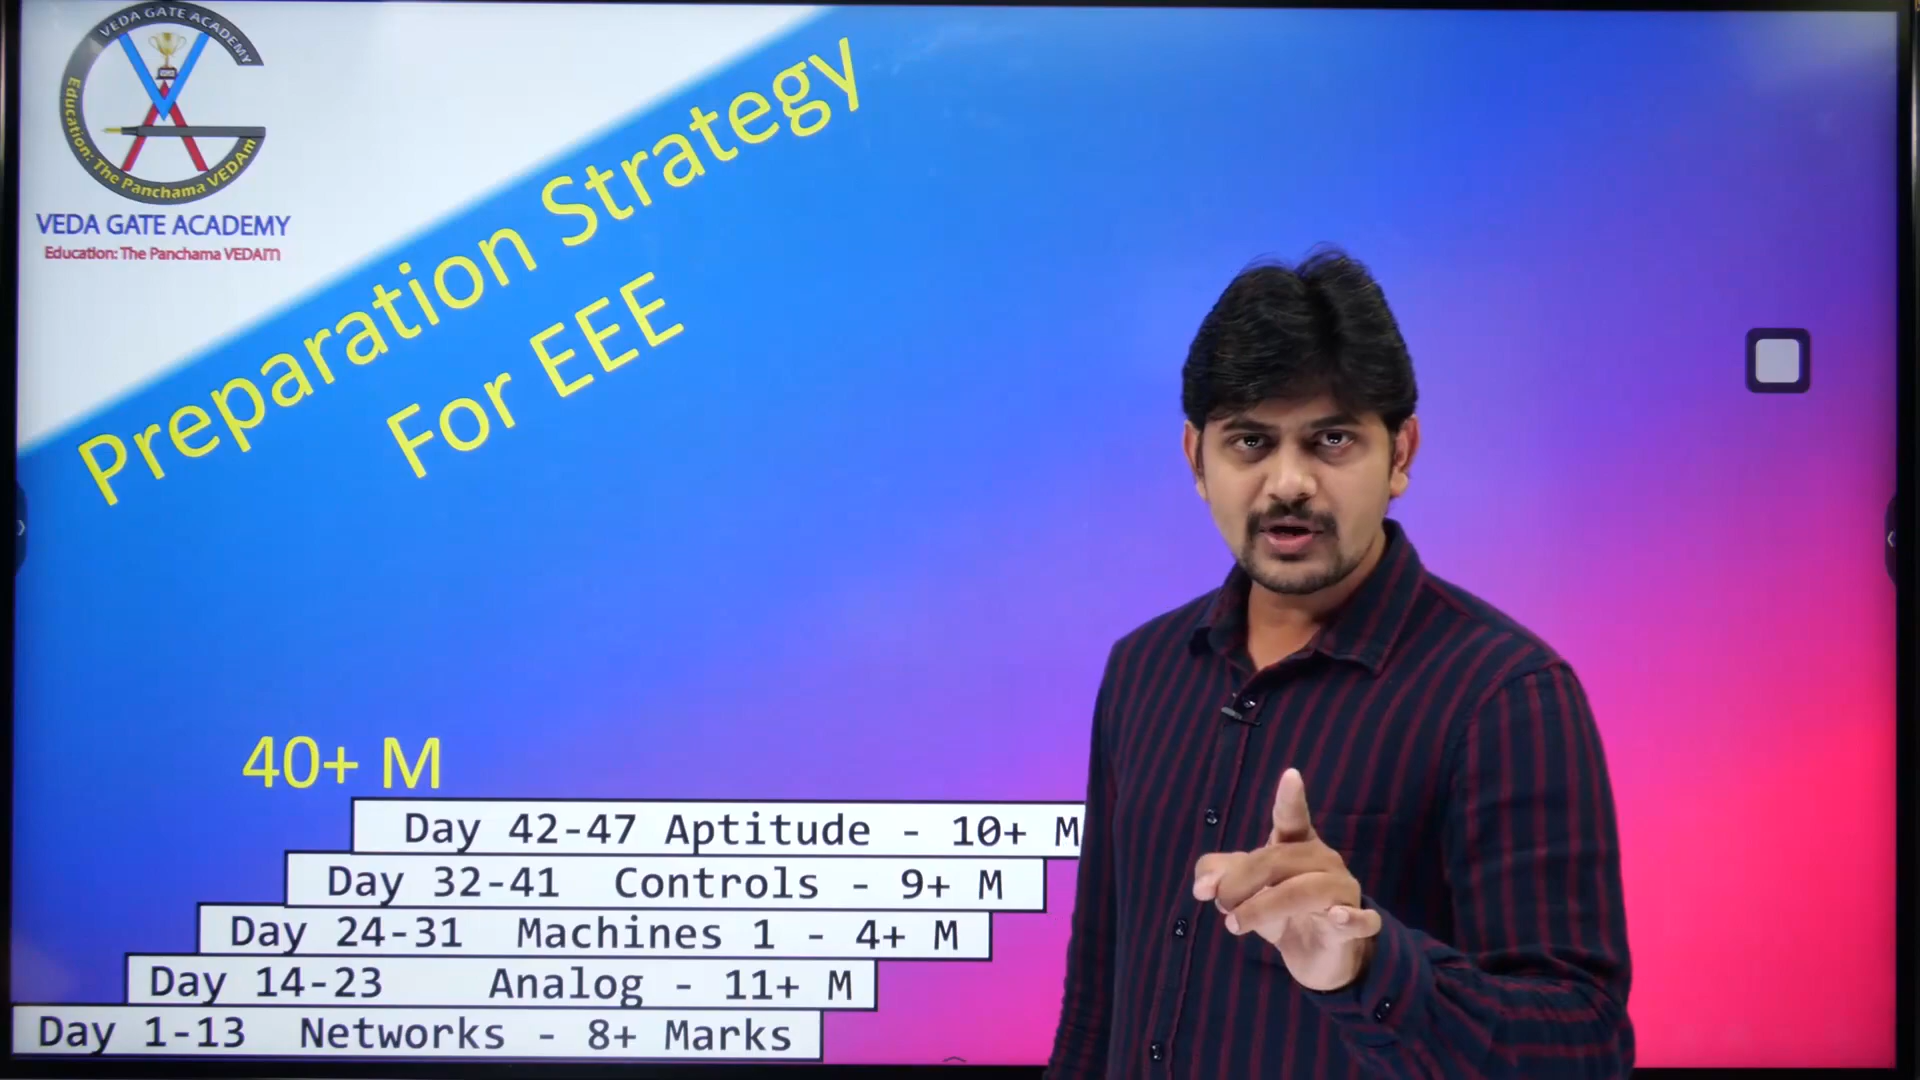 VEDA GATE ACADEMY
Education: The Panchama VEDAm
VEDA GATE ACADEMY
Education: The Panchama VEDAm
Preparation Strategy
For EEE
40+ M
Day 42-47 Aptitude - 10+ M
Day 32-41 Controls - 9+ M
Day 24-31 Machines 1 - 4+ M
Day 14-23 Analog - 11+ M
Day 1-13 Networks - 8+ Marks